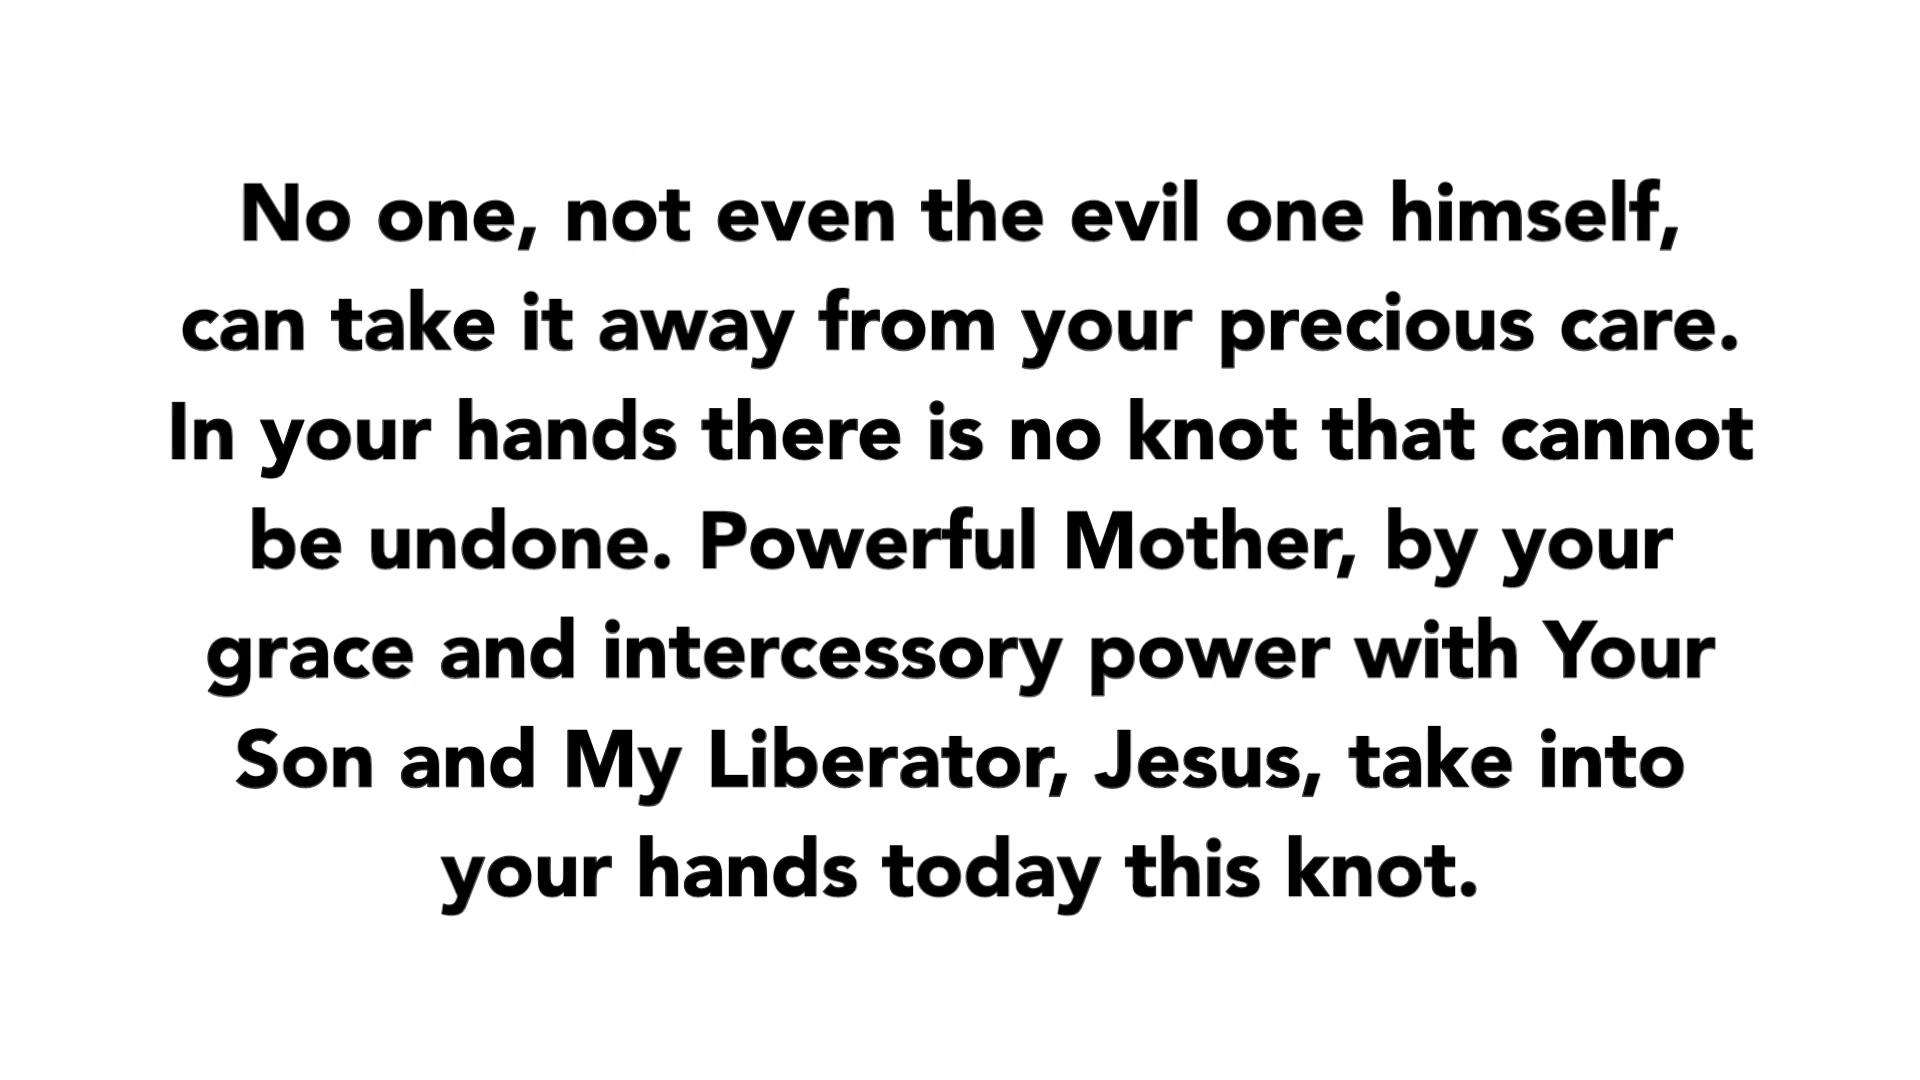 No one, not even the evil one himself,
can take it away from your precious care.
In your hands there is no knot that cannot
be undone. Powerful Mother, by your
grace and intercessory power with Your
Son and My Liberator, Jesus, take into
your hands today this knot.